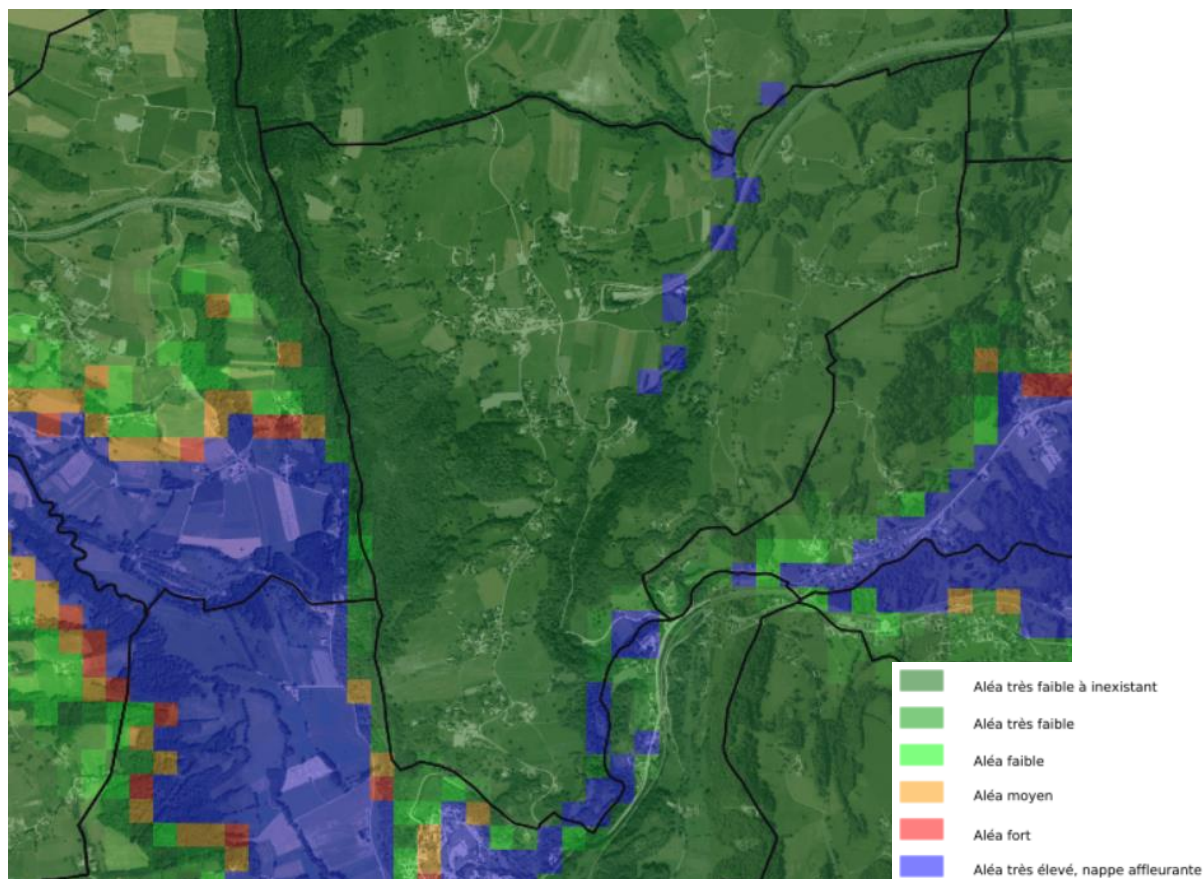 Aléa très faible à inexistant
Aléa très faible
Aléa faible
Aléa moyen
Aléa fort
Aléa très élevé, nappe affleurante